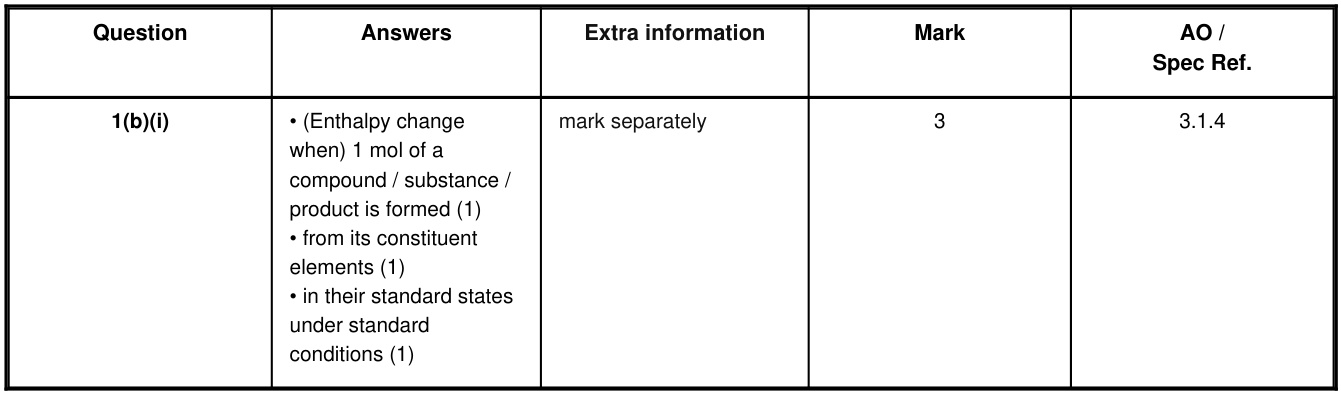 Question Answers Extra information Mark AO /
Spec Ref.
1(b)(i) • (Enthalpy change mark separately 3 3.1.4
when) 1 mol of a
compound / substance /
product is formed (1)
• from its constituent
elements (1)
• in their standard states
under standard
conditions (1)